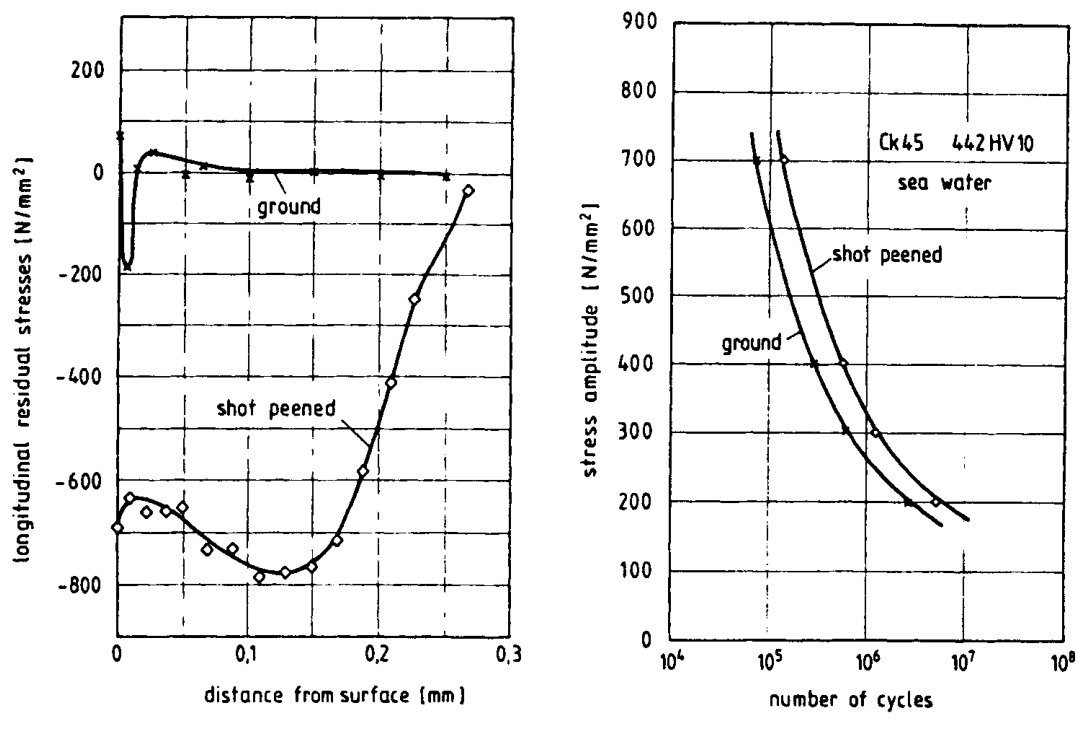 longitudinal residual stresses [N/mm²]
200
0
-200
-400
-600
-800
ground
shot peened
0
0,1
0,2
0,3
distance from surface [mm]
stress amplitude [N/mm²]
900
800
700
600
500
400
300
200
100
0
Ck45 442HV10
sea water
shot peened
ground
10⁴
10⁵
10⁶
10⁷
10⁸
number of cycles